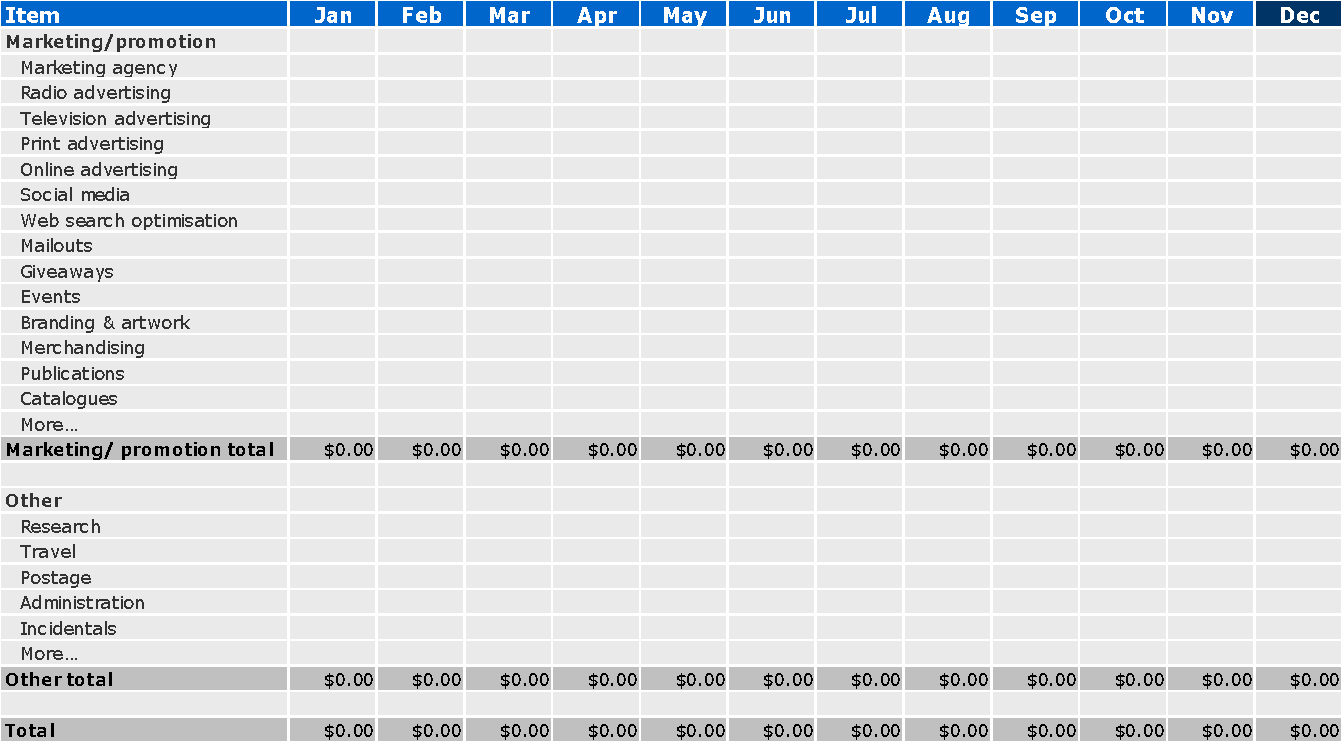 Item Jan Feb Mar Apr May Jun Jul Aug Sep Oct Nov Dec
Marketing/promotion
Marketing agency
Radio advertising
Television advertising
Print advertising
Online advertising
Social media
Web search optimisation
Mailouts
Giveaways
Events
Branding & artwork
Merchandising
Publications
Catalogues
More...
Marketing/ promotion total $0.00 $0.00 $0.00 $0.00 $0.00 $0.00 $0.00 $0.00 $0.00 $0.00 $0.00 $0.00
Other
Research
Travel
Postage
Administration
Incidentals
More...
Other total $0.00 $0.00 $0.00 $0.00 $0.00 $0.00 $0.00 $0.00 $0.00 $0.00 $0.00 $0.00
Total $0.00 $0.00 $0.00 $0.00 $0.00 $0.00 $0.00 $0.00 $0.00 $0.00 $0.00 $0.00